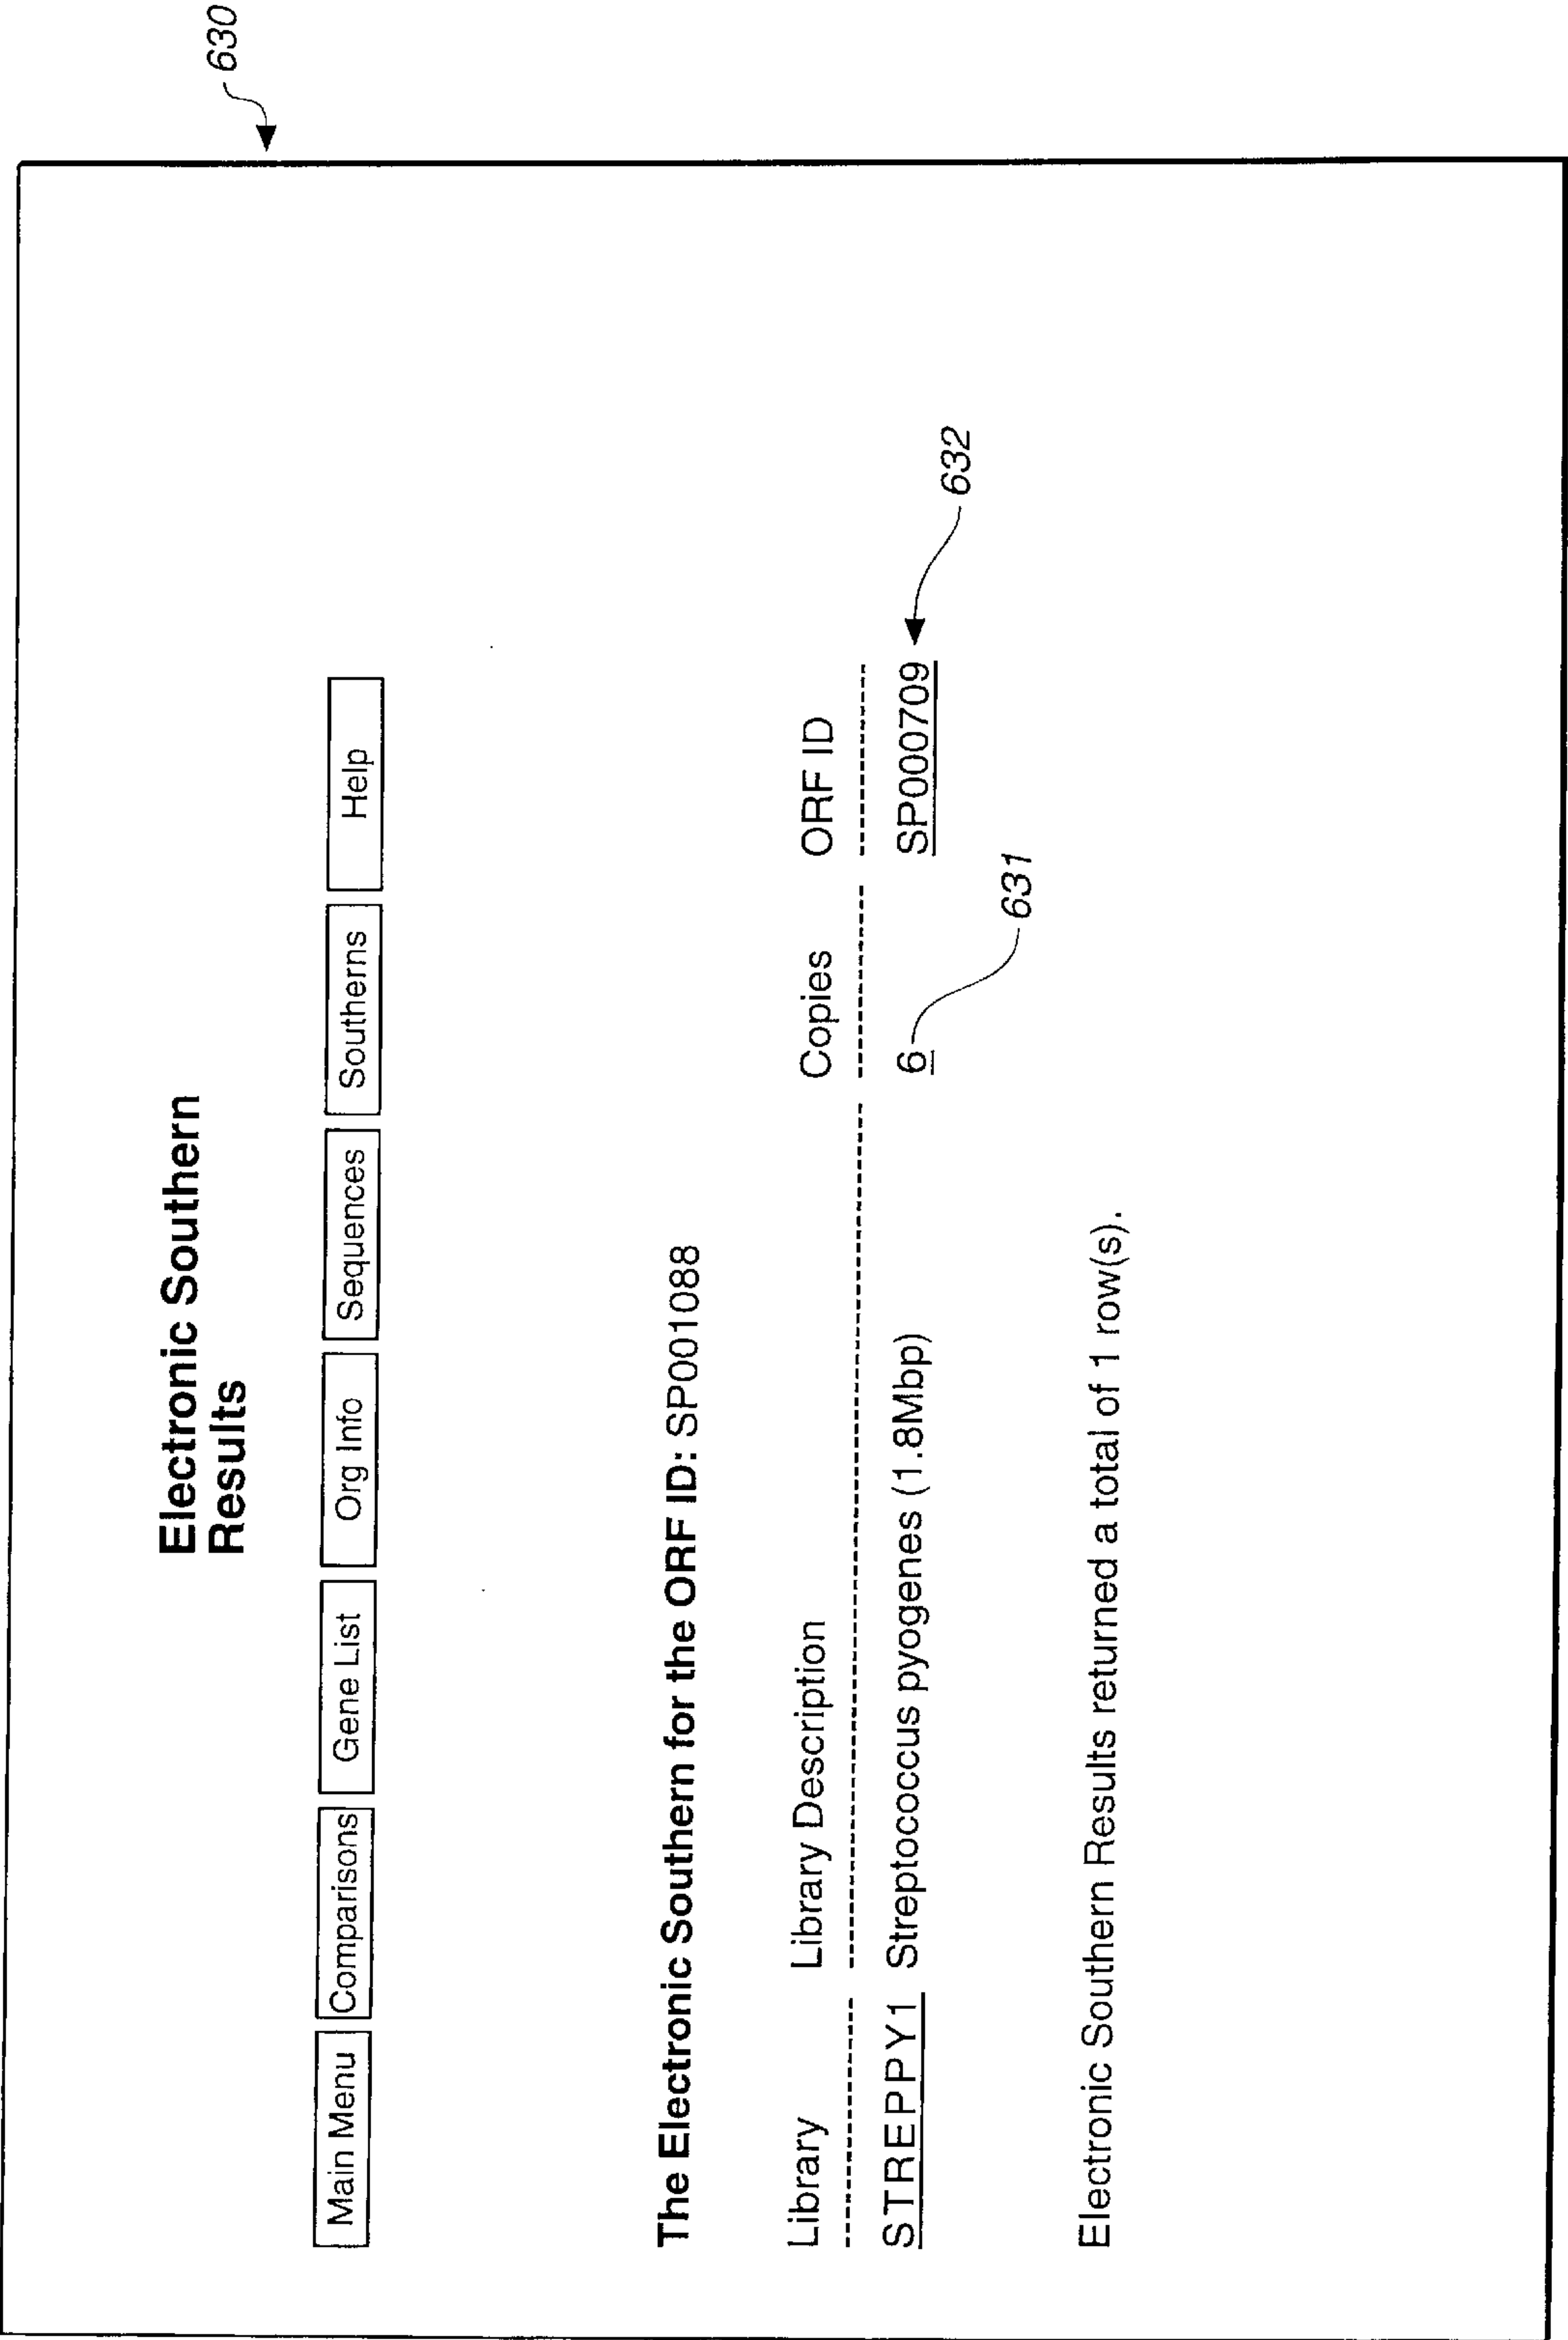 630
Electronic Southern
Results
Main Menu Comparisons Gene List Org Info Sequences Southerns Help
The Electronic Southern for the ORF ID: SP001088
Library Library Description Copies ORF ID
STREPPY1 Streptococcus pyogenes (1.8Mbp) 6 SP000709
631
632
Electronic Southern Results returned a total of 1 row(s).